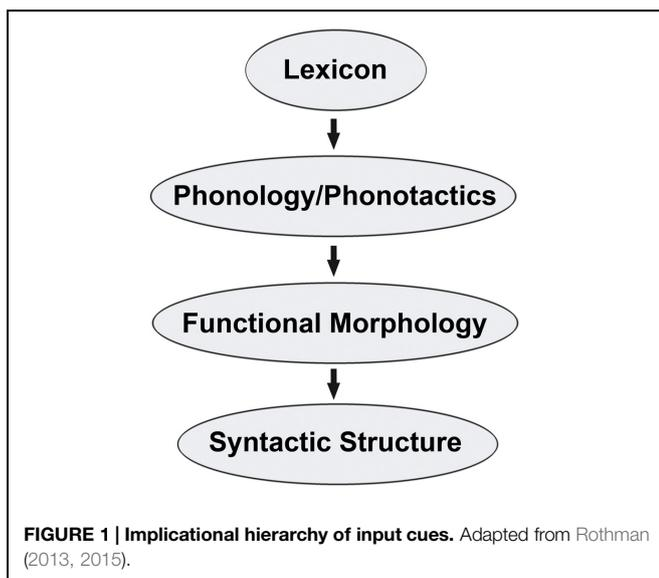 Lexicon
Phonology/Phonotactics
Functional Morphology
Syntactic Structure
FIGURE 1 | Implicational hierarchy of input cues. Adapted from Rothman
(2013, 2015).